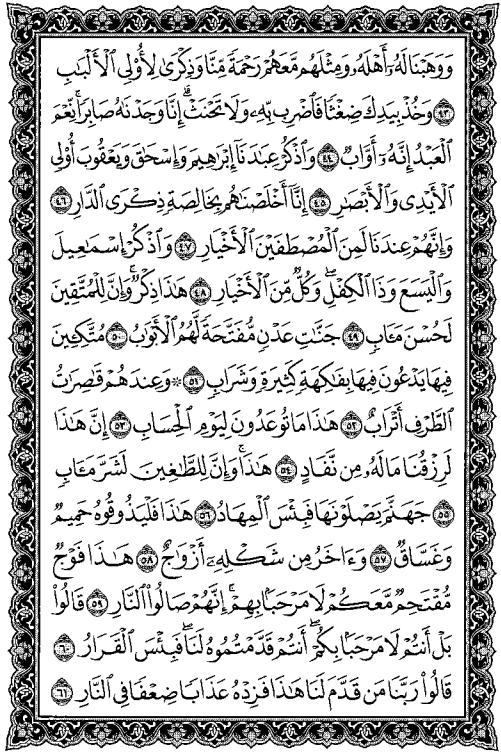 وَوَهَبۡنَا لَهُۥٓ أَهۡلَهُۥ وَمِثۡلَهُم مَّعَهُمۡ رَحۡمَةٗ مِّنَّا وَذِكۡرَىٰ لِأُوْلِي ٱلۡأَلۡبَٰبِ
٤٣ وَخُذۡ بِيَدِكَ ضِغۡثٗا فَٱضۡرِب بِّهِۦ وَلَا تَحۡنَثۡۗ إِنَّا وَجَدۡنَٰهُ صَابِرٗاۚ نِّعۡمَ
ٱلۡعَبۡدُ إِنَّهُۥٓ أَوَّابٞ ٤٤ وَٱذۡكُرۡ عِبَٰدَنَآ إِبۡرَٰهِيمَ وَإِسۡحَٰقَ وَيَعۡقُوبَ أُوْلِي
ٱلۡأَيۡدِي وَٱلۡأَبۡصَٰرِ ٤٥ إِنَّآ أَخۡلَصۡنَٰهُم بِخَالِصَةٖ ذِكۡرَى ٱلدَّارِ ٤٦
وَإِنَّهُمۡ عِندَنَا لَمِنَ ٱلۡمُصۡطَفَيۡنَ ٱلۡأَخۡيَارِ ٤٧ وَٱذۡكُرۡ إِسۡمَٰعِيلَ
وَٱلۡيَسَعَ وَذَا ٱلۡكِفۡلِۖ وَكُلّٞ مِّنَ ٱلۡأَخۡيَارِ ٤٨ هَٰذَا ذِكۡرٞۚ وَإِنَّ لِلۡمُتَّقِينَ
لَحُسۡنَ مَـَٔابٖ ٤٩ جَنَّٰتِ عَدۡنٖ مُّفَتَّحَةٗ لَّهُمُ ٱلۡأَبۡوَٰبُ ٥٠ مُتَّكِـِٔينَ
فِيهَا يَدۡعُونَ فِيهَا بِفَٰكِهَةٖ كَثِيرَةٖ وَشَرَابٖ ٥١ ۞ وَعِندَهُمۡ قَٰصِرَٰتُ
ٱلطَّرۡفِ أَتۡرَابٌ ٥٢ هَٰذَا مَا تُوعَدُونَ لِيَوۡمِ ٱلۡحِسَابِ ٥٣ إِنَّ هَٰذَا
لَرِزۡقُنَا مَا لَهُۥ مِن نَّفَادٍ ٥٤ هَٰذَاۚ وَإِنَّ لِلطَّٰغِينَ لَشَرَّ مَـَٔابٖ
٥٥ جَهَنَّمَ يَصۡلَوۡنَهَا فَبِئۡسَ ٱلۡمِهَادُ ٥٦ هَٰذَا فَلۡيَذُوقُوهُ حَمِيمٞ
وَغَسَّاقٞ ٥٧ وَءَاخَرُ مِن شَكۡلِهِۦٓ أَزۡوَٰجٌ ٥٨ هَٰذَا فَوۡجٞ
مُّقۡتَحِمٞ مَّعَكُمۡ لَا مَرۡحَبَۢا بِهِمۡۚ إِنَّهُمۡ صَالُواْ ٱلنَّارِ ٥٩ قَالُواْ
بَلۡ أَنتُمۡ لَا مَرۡحَبَۢا بِكُمۡۖ أَنتُمۡ قَدَّمۡتُمُوهُ لَنَاۖ فَبِئۡسَ ٱلۡقَرَارُ ٦٠
قَالُواْ رَبَّنَا مَن قَدَّمَ لَنَا هَٰذَا فَزِدۡهُ عَذَابٗا ضِعۡفٗا فِي ٱلنَّارِ ٦١